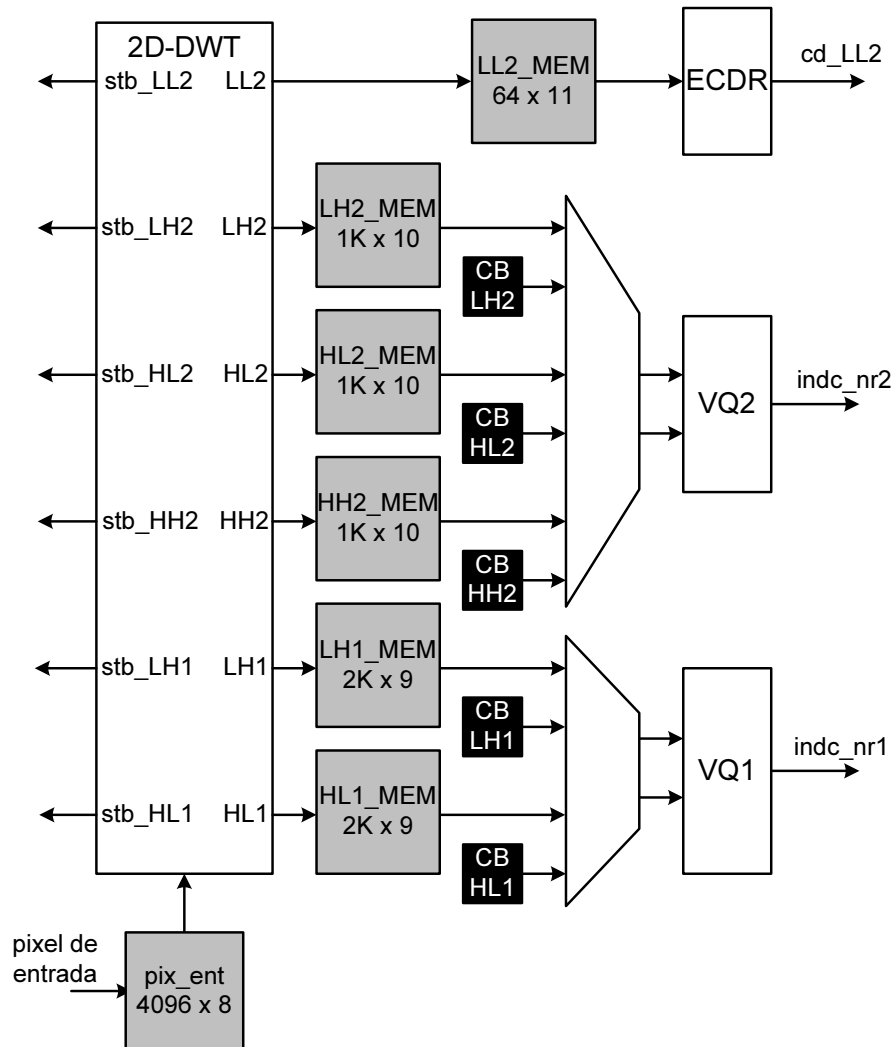 2D-DWT
stb_LL2 LL2
LL2_MEM
64 x 11
ECDR
cd_LL2
stb_LH2 LH2
LH2_MEM
1K x 10
CB
LH2
stb_HL2 HL2
HL2_MEM
1K x 10
CB
HL2
VQ2
indc_nr2
stb_HH2 HH2
HH2_MEM
1K x 10
CB
HH2
stb_LH1 LH1
LH1_MEM
2K x 9
CB
LH1
VQ1
indc_nr1
stb_HL1 HL1
HL1_MEM
2K x 9
CB
HL1
pixel de
entrada
pix_ent
4096 x 8